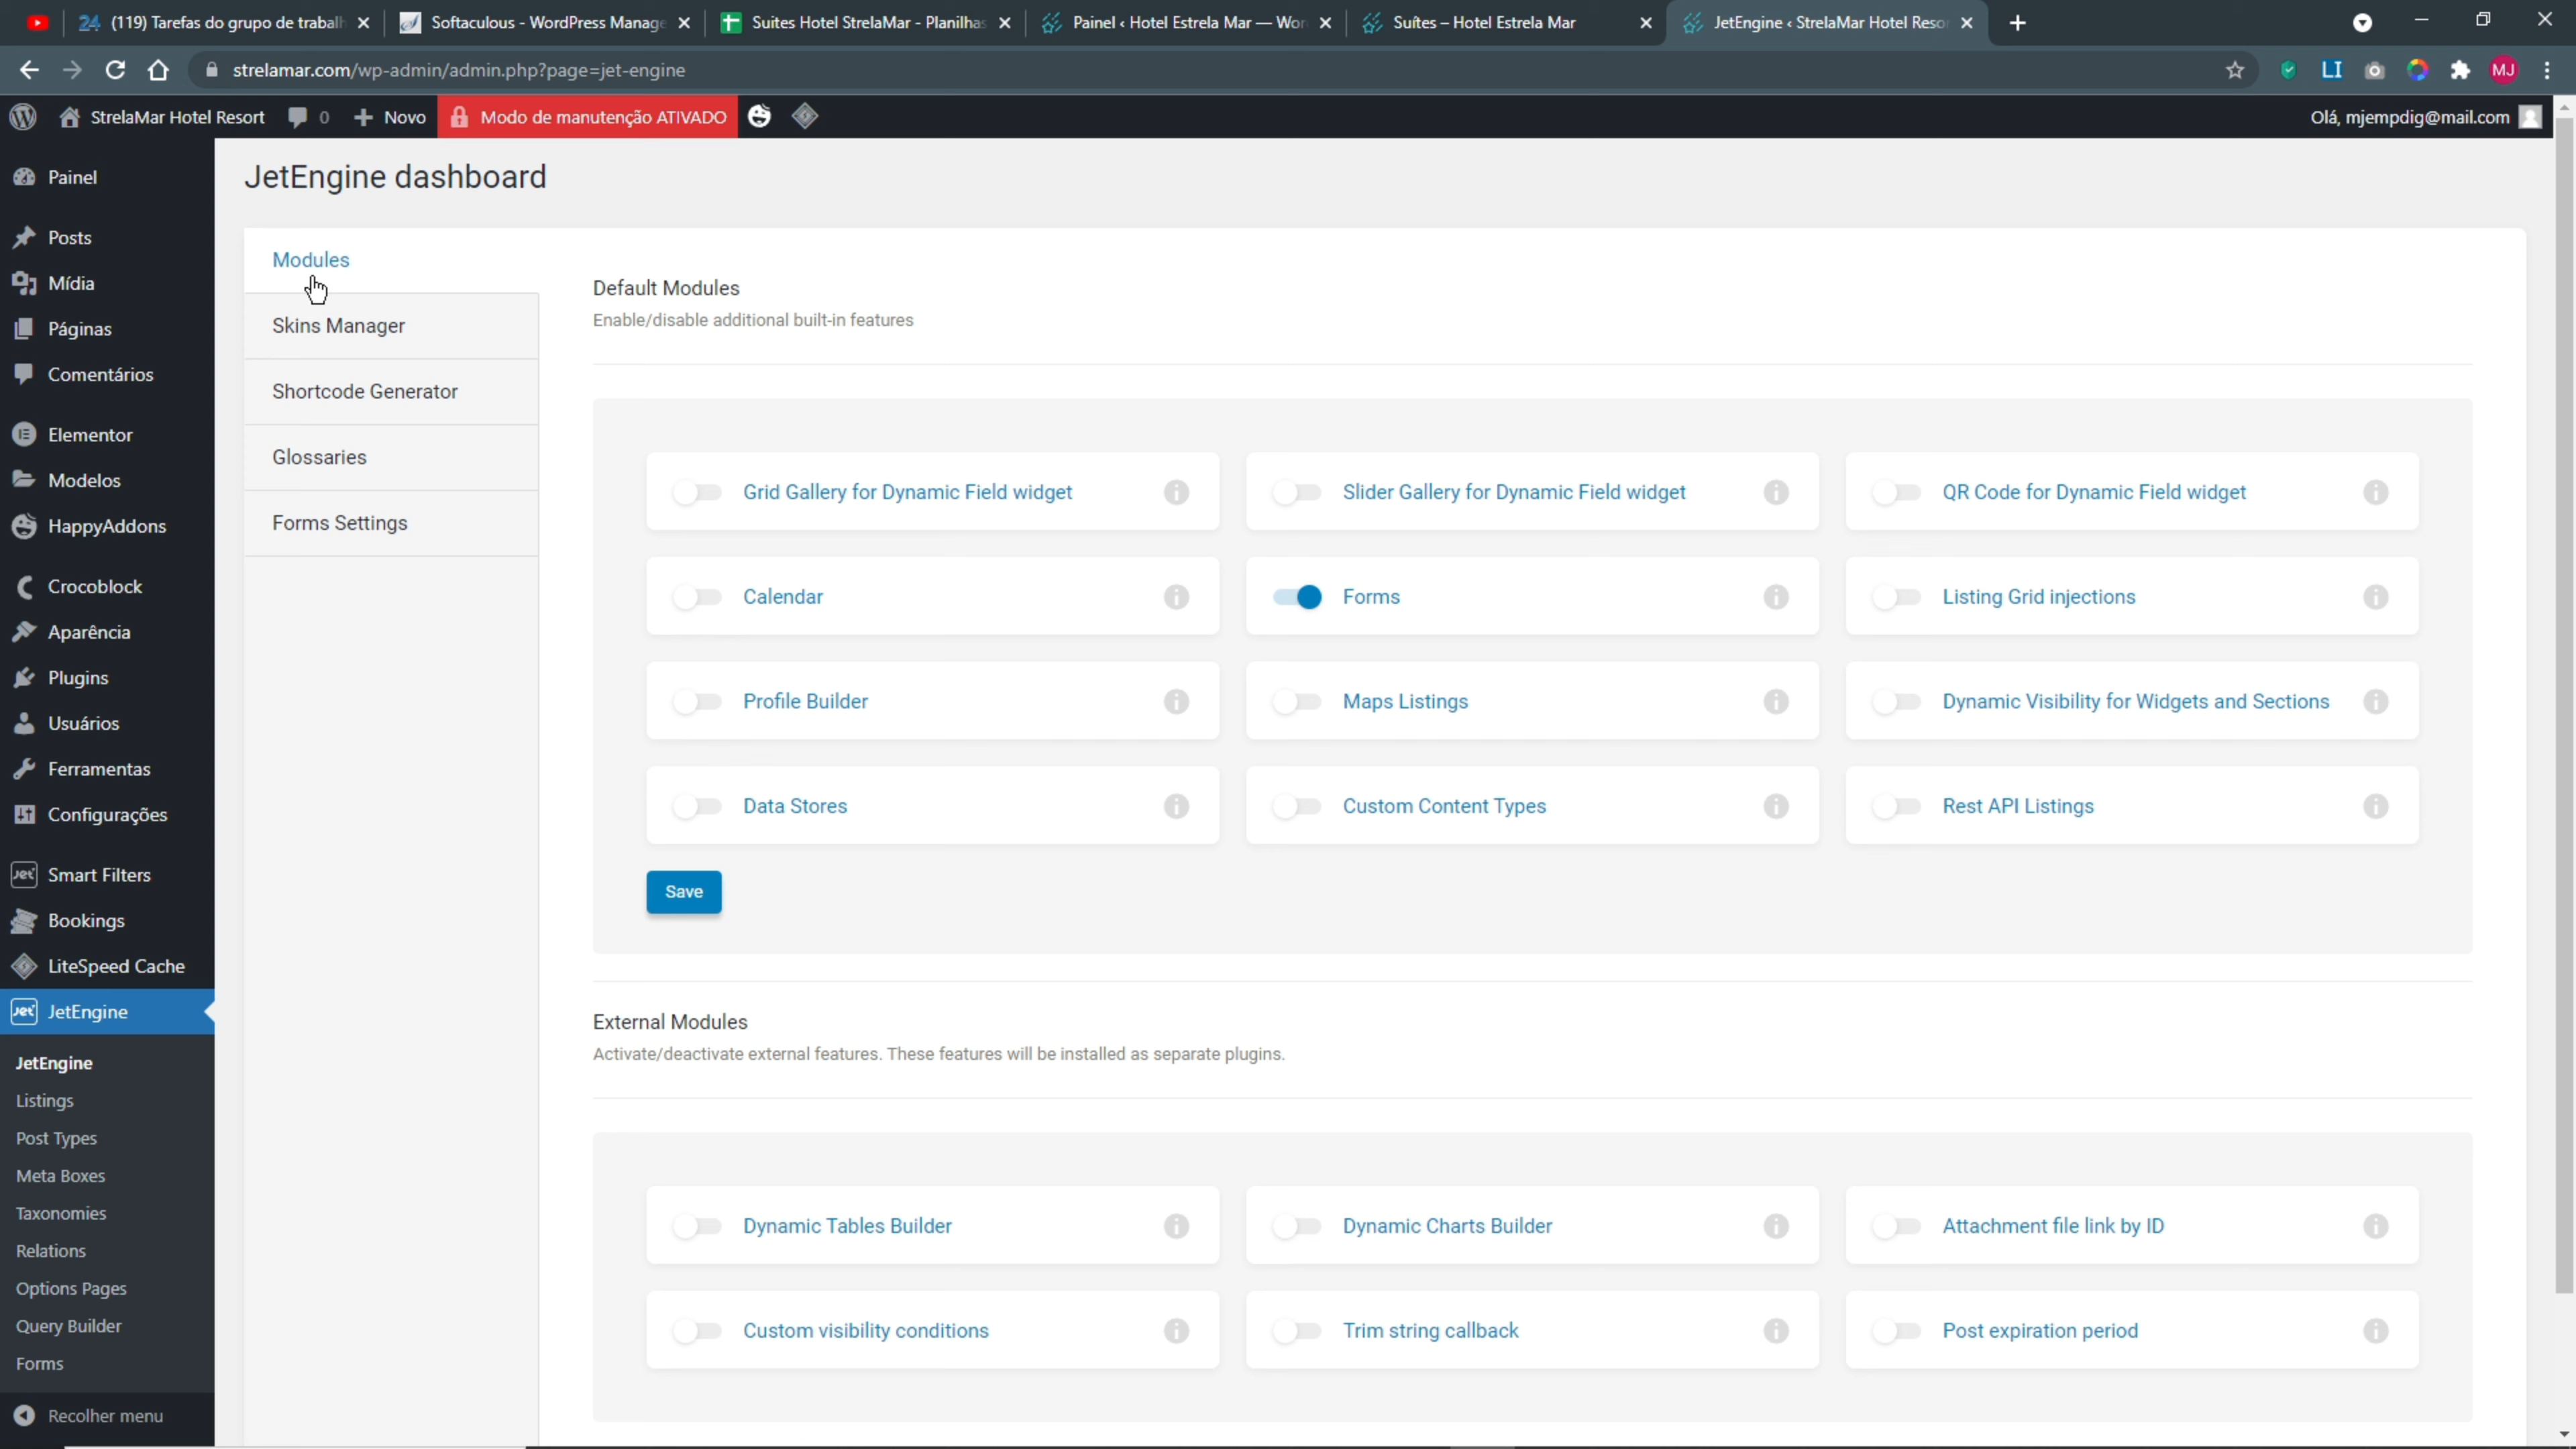 24 (119) Tarefas do grupo de trabalh
Softaculous - WordPress Manage
Suites Hotel StrelaMar - Planilhas
Painel ‹ Hotel Estrela Mar — Wor
Suítes – Hotel Estrela Mar
JetEngine ‹ StrelaMar Hotel Resor
strelamar.com/wp-admin/admin.php?page=jet-engine
LI
MJ
StrelaMar Hotel Resort
0
Novo
Modo de manutenção ATIVADO
Olá, mjempdig@mail.com
Painel
Posts
Mídia
Páginas
Comentários
Elementor
Modelos
HappyAddons
Crocoblock
Aparência
Plugins
Usuários
Ferramentas
Configurações
Jet Smart Filters
Bookings
LiteSpeed Cache
Jet JetEngine
JetEngine
Listings
Post Types
Meta Boxes
Taxonomies
Relations
Options Pages
Query Builder
Forms
Recolher menu
JetEngine dashboard
Modules
Skins Manager
Shortcode Generator
Glossaries
Forms Settings
Default Modules
Enable/disable additional built-in features
Grid Gallery for Dynamic Field widget
Slider Gallery for Dynamic Field widget
QR Code for Dynamic Field widget
Calendar
Forms
Listing Grid injections
Profile Builder
Maps Listings
Dynamic Visibility for Widgets and Sections
Data Stores
Custom Content Types
Rest API Listings
Save
External Modules
Activate/deactivate external features. These features will be installed as separate plugins.
Dynamic Tables Builder
Dynamic Charts Builder
Attachment file link by ID
Custom visibility conditions
Trim string callback
Post expiration period